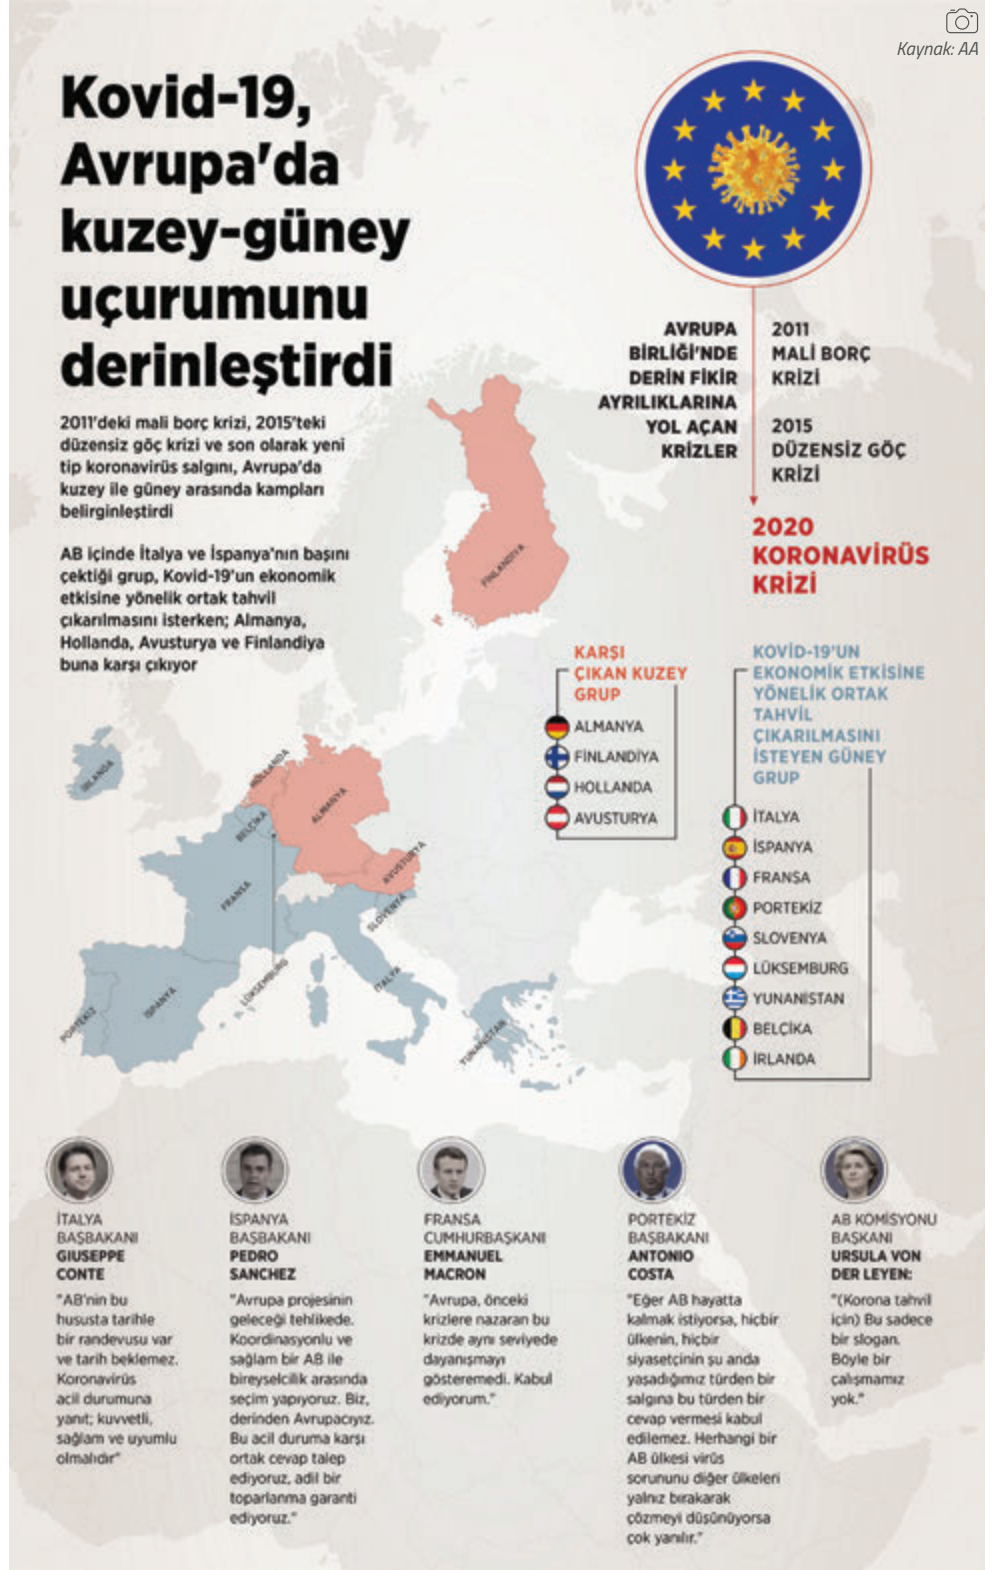 Kaynak: AA
Kovid-19,
Avrupa'da
kuzey-güney
uçurumunu
derinleştirdi
2011'deki mali borç krizi, 2015'teki
düzensiz göç krizi ve son olarak yeni
tip koronavirüs salgını, Avrupa'da
kuzey ile güney arasında kampları
belirginleştirdi
AB içinde İtalya ve İspanya'nın başını
çektiği grup, Kovid-19'un ekonomik
etkisine yönelik ortak tahvil
çıkarılmasını isterken; Almanya,
Hollanda, Avusturya ve Finlandiya
buna karşı çıkıyor
AVRUPA
BİRLİĞİ'NDE
DERİN FİKİR
AYRILIKLARINA
YOL AÇAN
KRİZLER
2011
MALİ BORÇ
KRİZİ
2015
DÜZENSİZ GÖÇ
KRİZİ
2020
KORONAVİRÜS
KRİZİ
KARŞI
ÇIKAN KUZEY
GRUP
ALMANYA
FİNLANDİYA
HOLLANDA
AVUSTURYA
KOVİD-19'UN
EKONOMİK ETKİSİNE
YÖNELİK ORTAK
TAHVİL
ÇIKARILMASINI
İSTEYEN GÜNEY
GRUP
İTALYA
İSPANYA
FRANSA
PORTEKİZ
SLOVENYA
LÜKSEMBURG
YUNANİSTAN
BELÇİKA
İRLANDA
FİNLANDİYA
İRLANDA
HOLLANDA
BELÇİKA
ALMANYA
AVUSTURYA
FRANSA
SLOVENYA
LÜKSEMBURG
İTALYA
PORTEKİZ
İSPANYA
YUNANİSTAN
İTALYA
BAŞBAKANI
GIUSEPPE
CONTE
"AB'nin bu
hususta tarihle
bir randevusu var
ve tarih beklemez.
Koronavirüs
acil durumuna
yanıt; kuvvetli,
sağlam ve uyumlu
olmalıdır"
İSPANYA
BAŞBAKANI
PEDRO
SANCHEZ
"Avrupa projesinin
geleceği tehlikede.
Koordinasyonlu ve
sağlam bir AB ile
bireyselcilik arasında
seçim yapıyoruz. Biz,
derinden Avrupacıyız.
Bu acil duruma karşı
ortak cevap talep
ediyoruz, adil bir
toparlanma garanti
ediyoruz."
FRANSA
CUMHURBAŞKANI
EMMANUEL
MACRON
"Avrupa, önceki
krizlere nazaran bu
krizde aynı seviyede
dayanışmayı
gösteremedi. Kabul
ediyorum."
PORTEKİZ
BAŞBAKANI
ANTONIO
COSTA
"Eğer AB hayatta
kalmak istiyorsa, hiçbir
ülkenin, hiçbir
siyasetçinin şu anda
yaşadığımız türden bir
salgına bu türden bir
cevap vermesi kabul
edilemez. Herhangi bir
AB ülkesi virüs
sorununu diğer ülkeleri
yalnız bırakarak
çözmeyi düşünüyorsa
çok yanılır."
AB KOMİSYONU
BAŞKANI
URSULA VON
DER LEYEN:
"(Korona tahvil
için) Bu sadece
bir slogan.
Böyle bir
çalışmamız
yok."